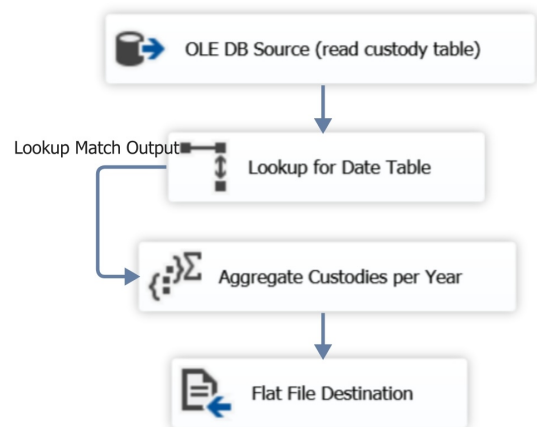 OLE DB Source (read custody table)
Lookup Match Output
Lookup for Date Table
Aggregate Custodies per Year
Flat File Destination